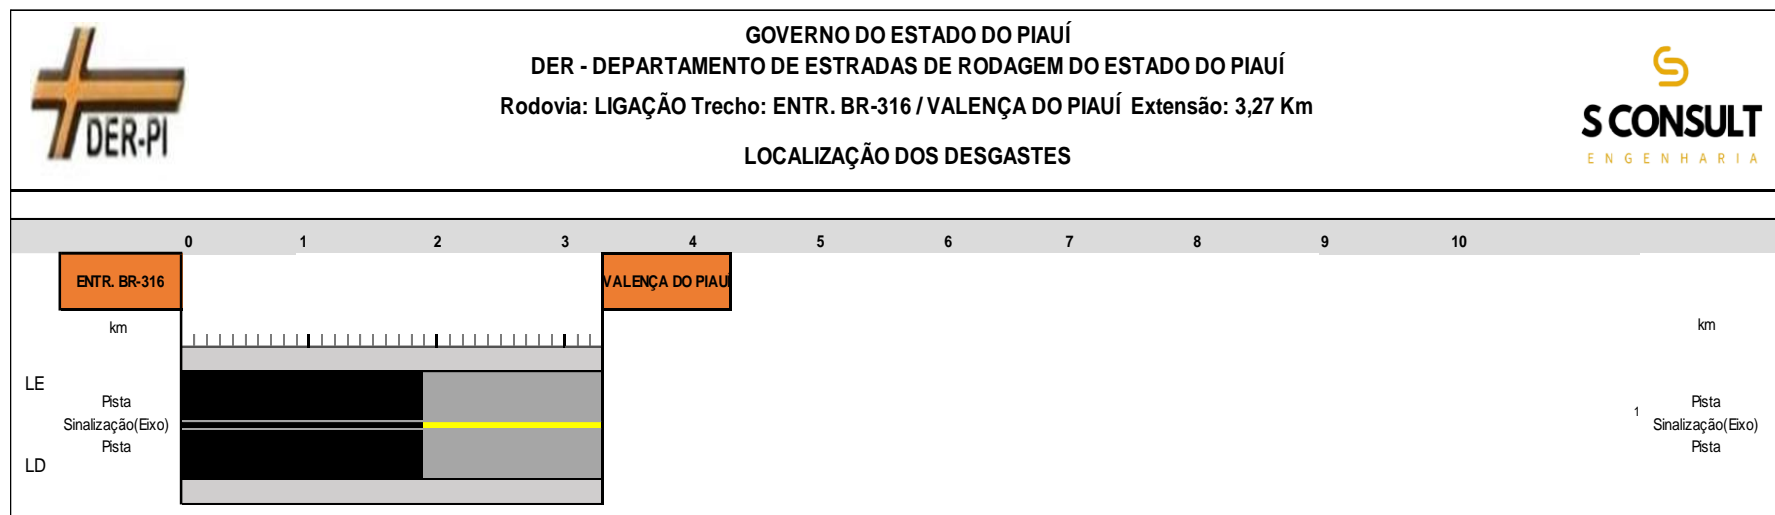 GOVERNO DO ESTADO DO PIAUÍ
DER - DEPARTAMENTO DE ESTRADAS DE RODAGEM DO ESTADO DO PIAUÍ
Rodovia: LIGAÇÃO Trecho: ENTR. BR-316 / VALENÇA DO PIAUÍ Extensão: 3,27 Km
LOCALIZAÇÃO DOS DESGASTES
DER-PI
S CONSULT
ENGENHARIA
0 1 2 3 4 5 6 7 8 9 10
ENTR. BR-316 VALENÇA DO PIAUÍ
km km
LE
Pista Pista
1
Sinalização(Eixo) Sinalização(Eixo)
Pista Pista
LD